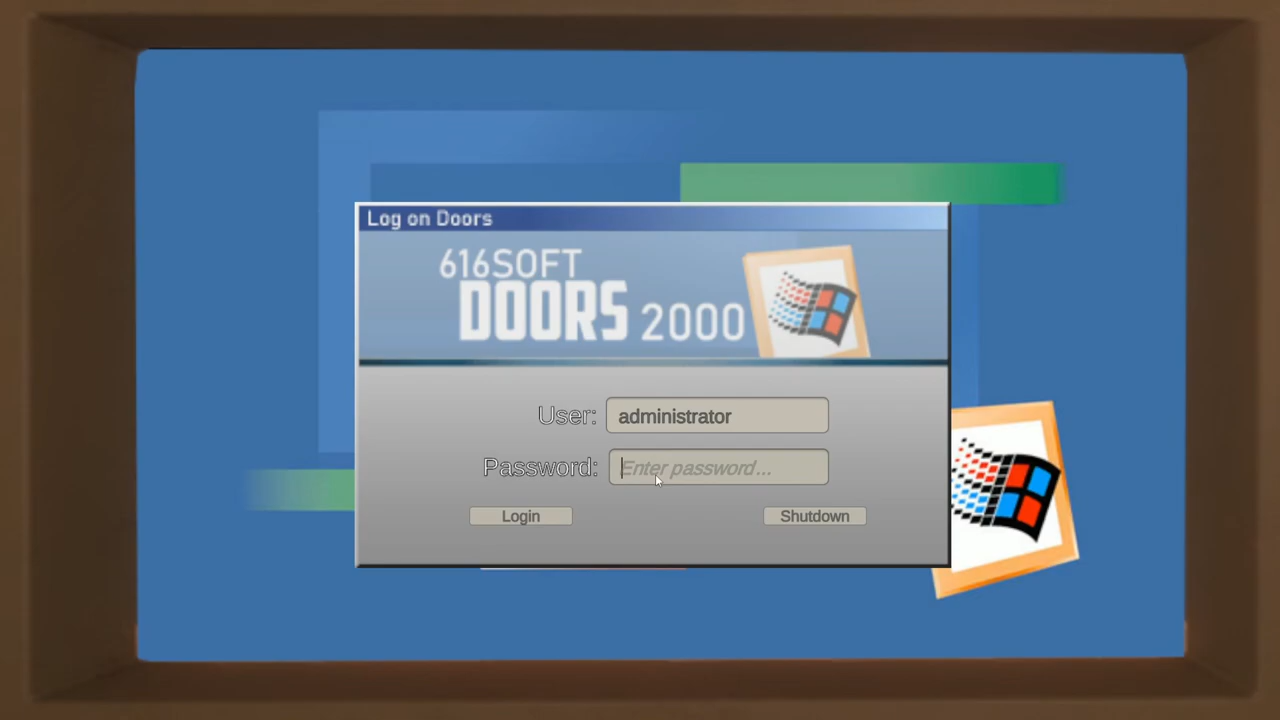 Log on Doors
616SOFT
DOORS 2000
User: administrator
Password: Enter password...
Login Shutdown